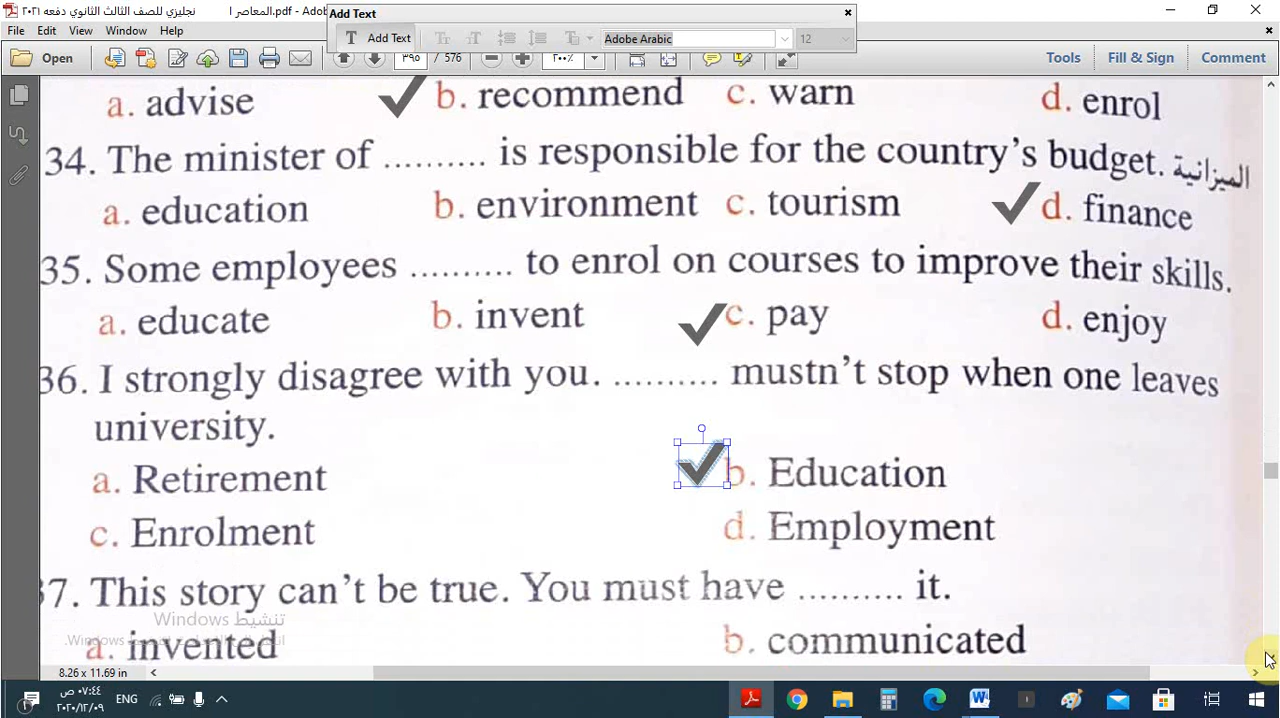 نجليزي للصف الثالث الثانوي دفعه ٢٠٢١ المعاصر ا.pdf - Adob
Add Text
File Edit View Window Help
Add Text
Adobe Arabic
12
Open
٣٩٥ / 576
٢٠٠٪
Tools Fill & Sign Comment
a. advise b. recommend c. warn d. enrol
34. The minister of .......... is responsible for the country's budget. الميزانية
a. education b. environment c. tourism d. finance
35. Some employees .......... to enrol on courses to improve their skills.
a. educate b. invent c. pay d. enjoy
36. I strongly disagree with you. .......... mustn't stop when one leaves
university.
a. Retirement b. Education
c. Enrolment d. Employment
37. This story can't be true. You must have .......... it.
تنشيط Windows
a. invented b. communicated
8.26 x 11.69 in
ENG
٠٧:٤٤ ص
٢٠٢٠/١٢/٠٩